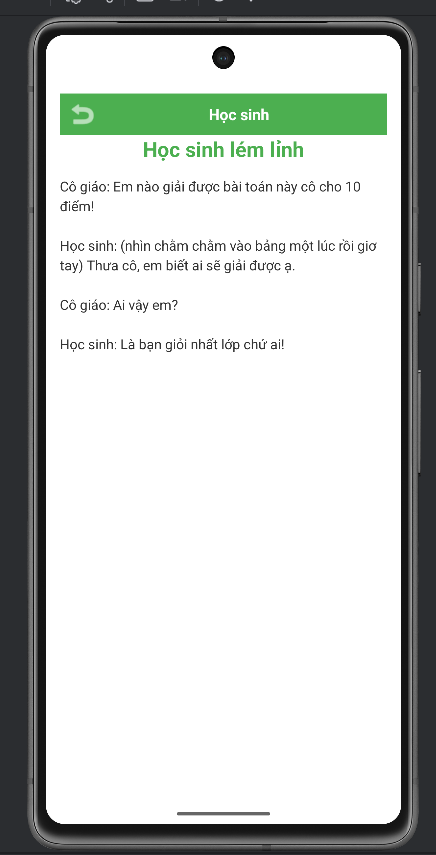 Học sinh
Học sinh lém lỉnh
Cô giáo: Em nào giải được bài toán này cô cho 10
điểm!
Học sinh: (nhìn chằm chằm vào bảng một lúc rồi giơ
tay) Thưa cô, em biết ai sẽ giải được ạ.
Cô giáo: Ai vậy em?
Học sinh: Là bạn giỏi nhất lớp chứ ai!